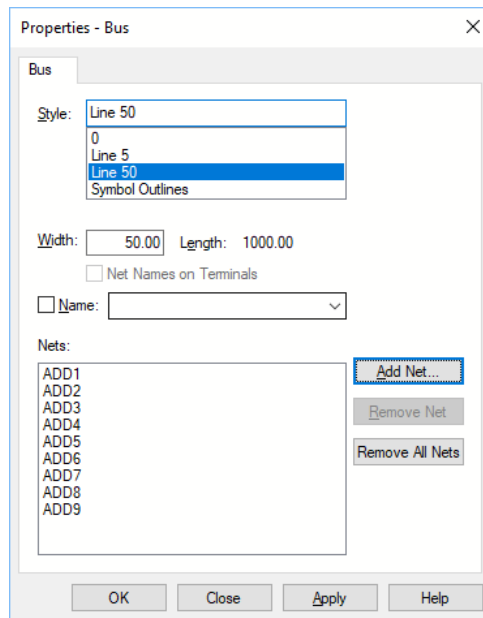 Properties - Bus
Bus
Style: Line 50
0
Line 5
Line 50
Symbol Outlines
Width: 50.00 Length: 1000.00
Net Names on Terminals
Name:
Nets:
ADD1
ADD2
ADD3
ADD4
ADD5
ADD6
ADD7
ADD8
ADD9
Add Net...
Remove Net
Remove All Nets
OK Close Apply Help